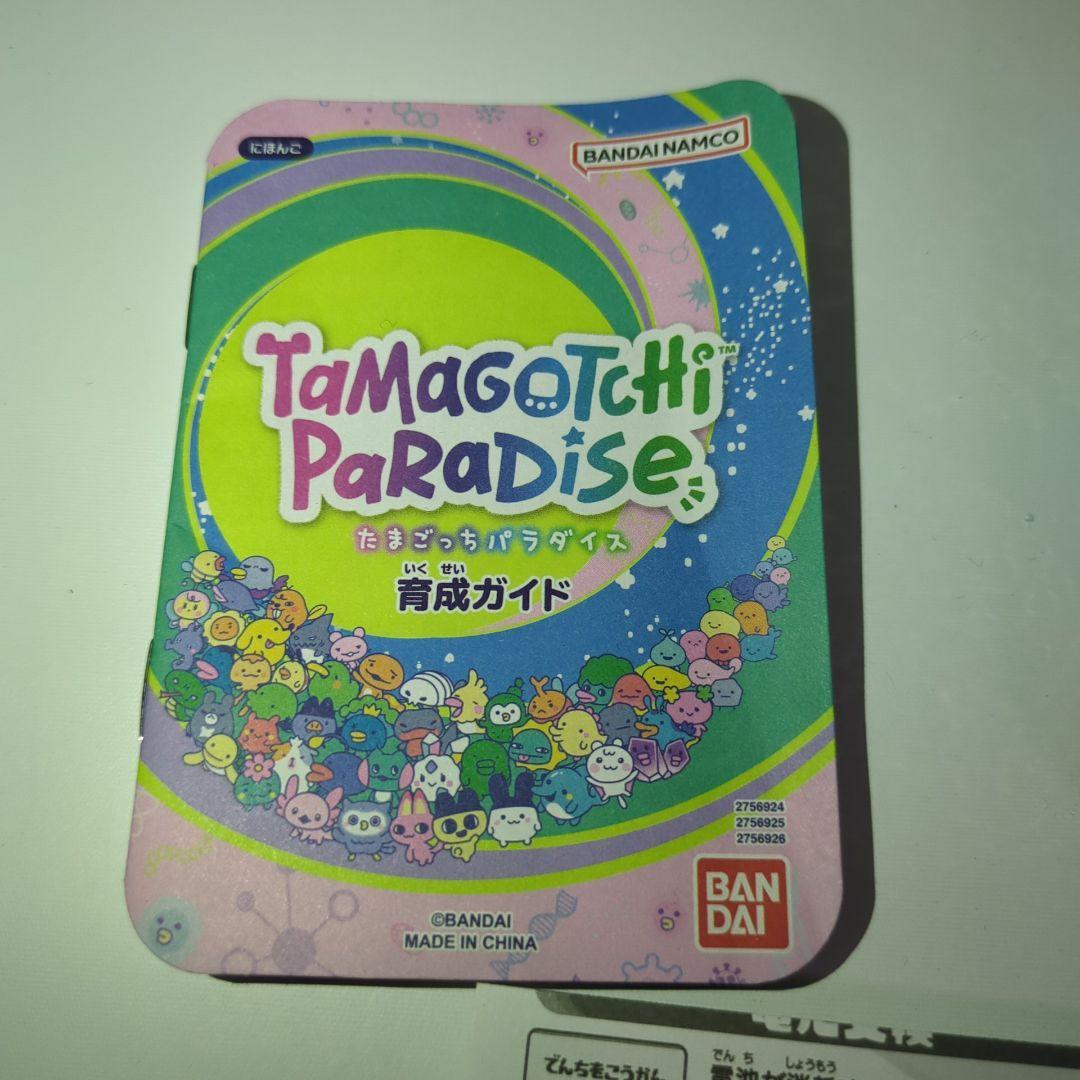 にほんご
BANDAI NAMCO
TaMaGOTCHi™
PaRaDiSe
たまごっちパラダイス
いく せい
育成ガイド
2756924
2756925
2756926
BAN
DAI
©BANDAI
MADE IN CHINA
でんち しょうもう
でんちをこうかん